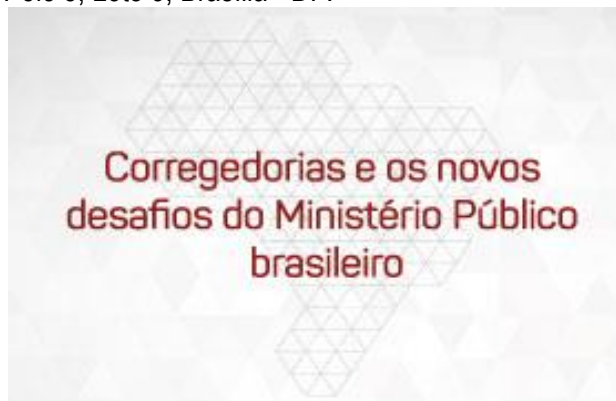 Corregedorias e os novos
desafios do Ministério Público
brasileiro